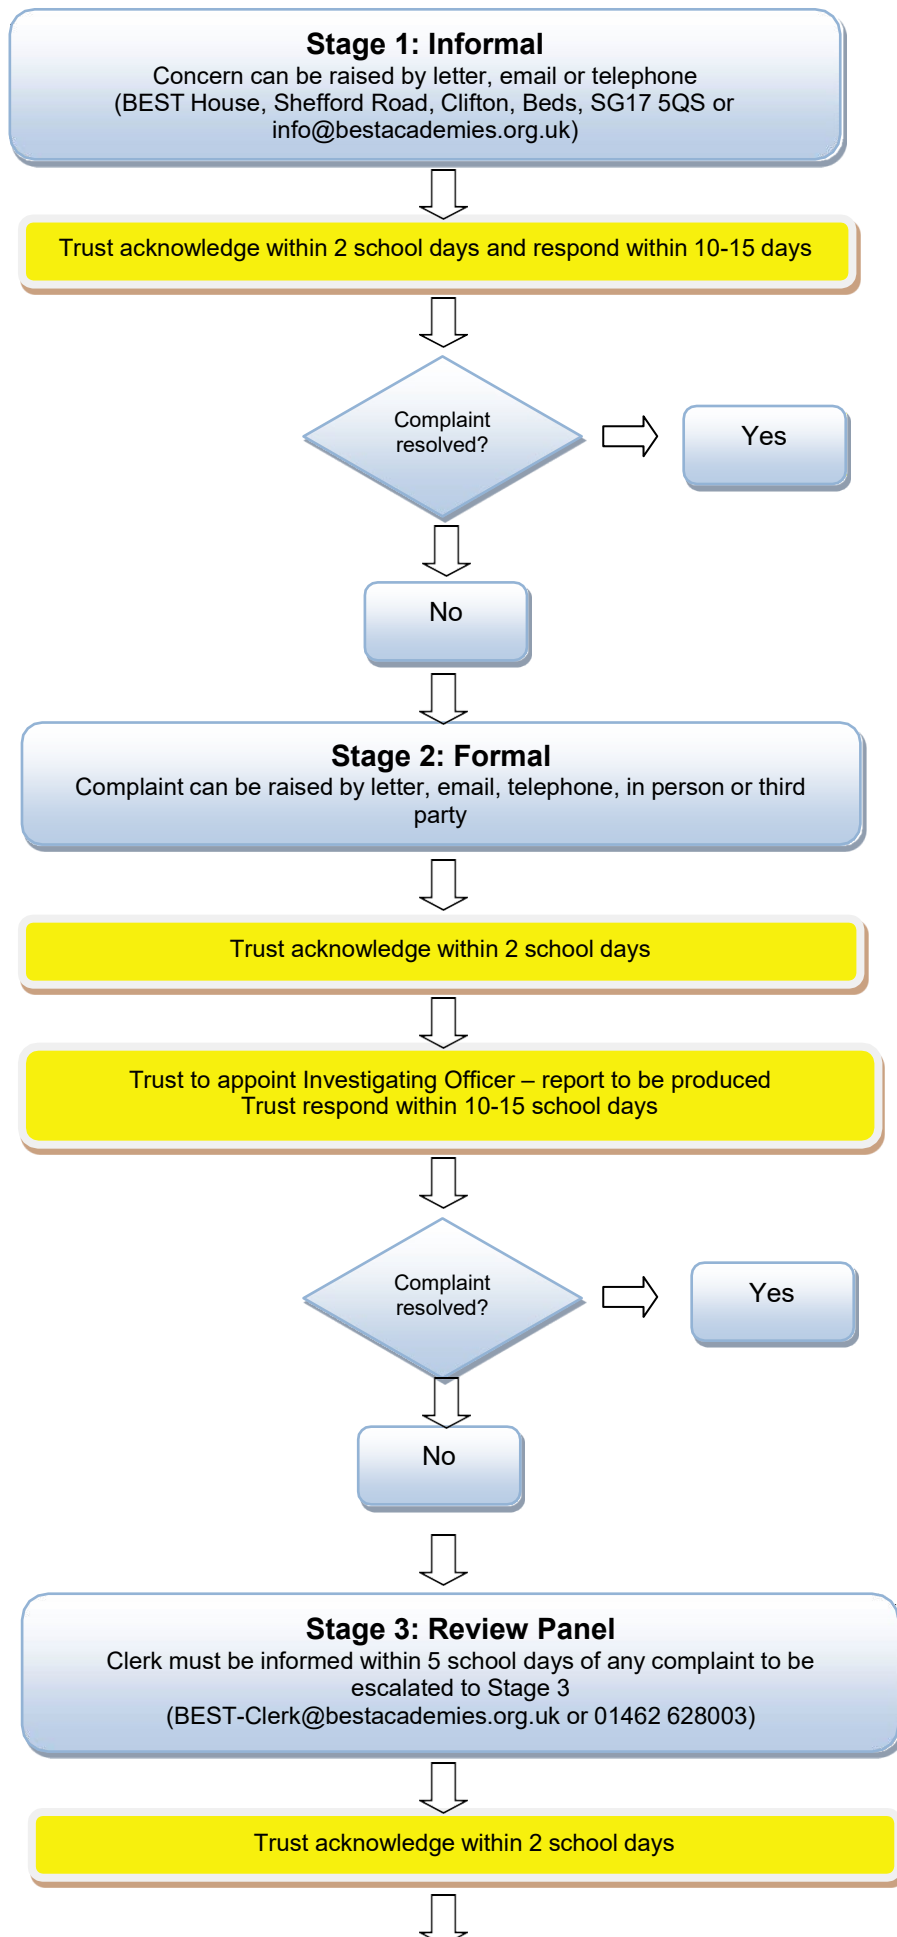 Stage 1: Informal
Concern can be raised by letter, email or telephone
(BEST House, Shefford Road, Clifton, Beds, SG17 5QS or
info@bestacademies.org.uk)
Trust acknowledge within 2 school days and respond within 10-15 days
Complaint
resolved?
Yes
No
Stage 2: Formal
Complaint can be raised by letter, email, telephone, in person or third
party
Trust acknowledge within 2 school days
Trust to appoint Investigating Officer – report to be produced
Trust respond within 10-15 school days
Complaint
resolved?
Yes
No
Stage 3: Review Panel
Clerk must be informed within 5 school days of any complaint to be
escalated to Stage 3
(BEST-Clerk@bestacademies.org.uk or 01462 628003)
Trust acknowledge within 2 school days